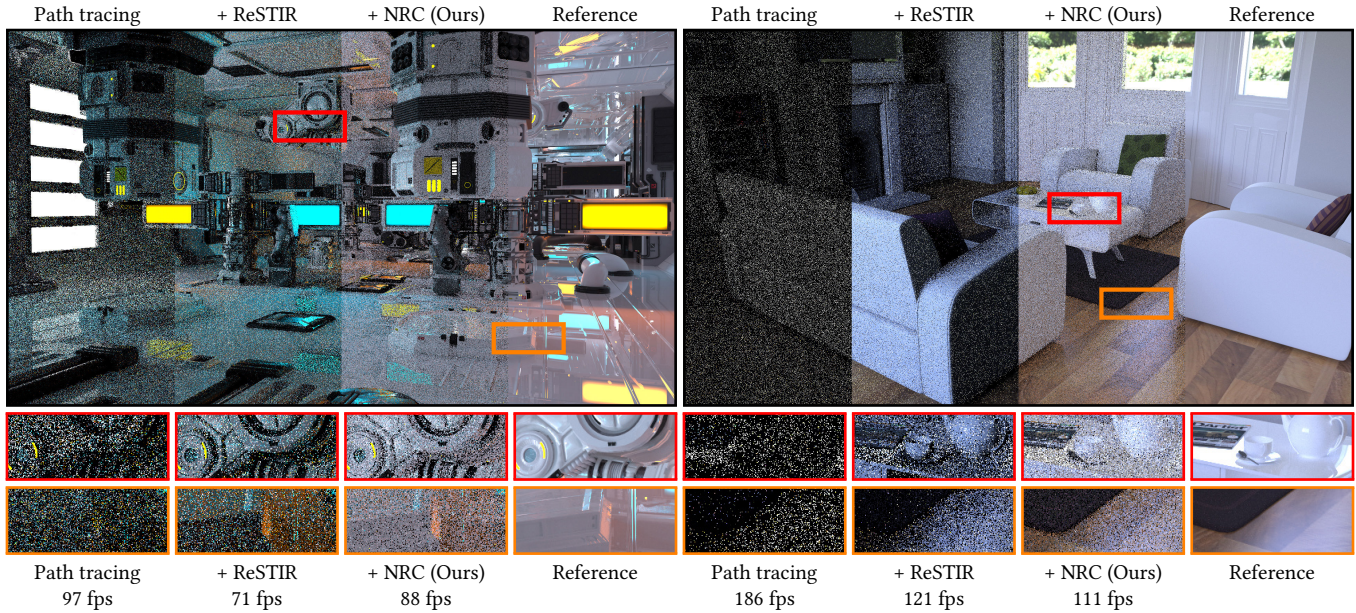 Path tracing + ReSTIR + NRC (Ours) Reference Path tracing + ReSTIR + NRC (Ours) Reference
Path tracing + ReSTIR + NRC (Ours) Reference Path tracing + ReSTIR + NRC (Ours) Reference
97 fps 71 fps 88 fps 186 fps 121 fps 111 fps